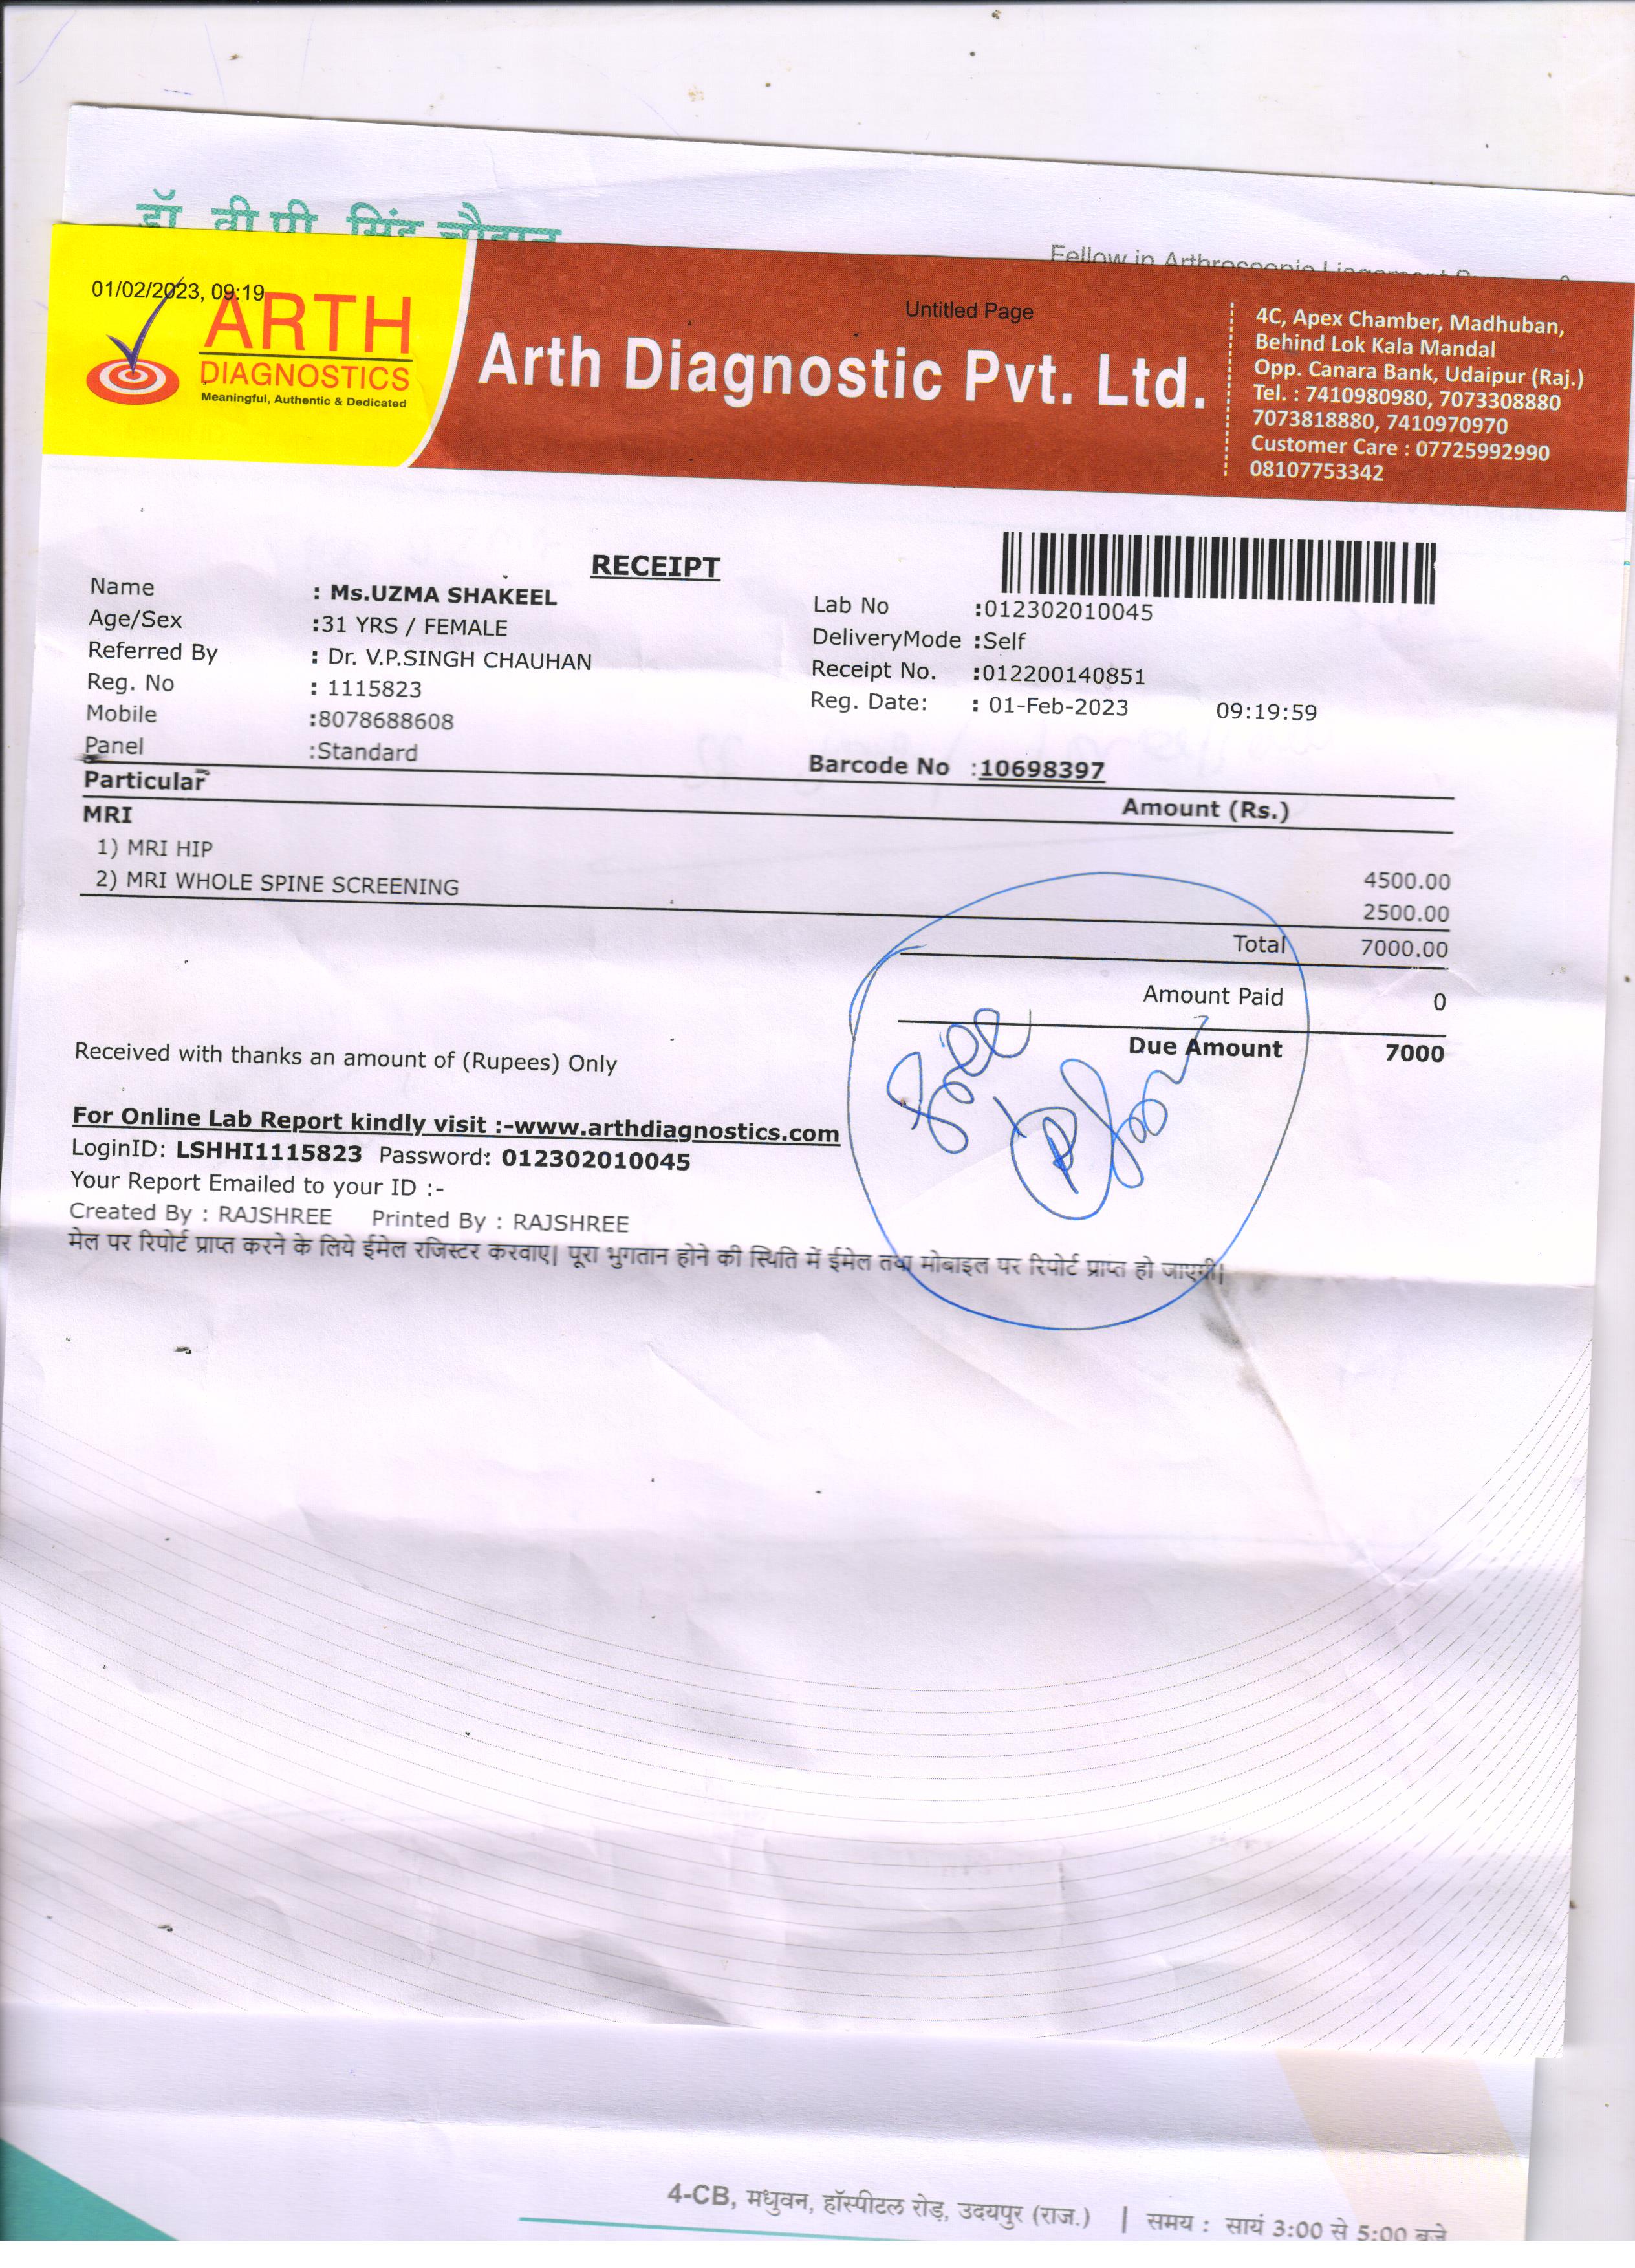 डॉ. वी.पी. सिंह चौहान
Fellow in Arthroscopic Ligament
01/02/2023, 09:19
Untitled Page
ARTH
DIAGNOSTICS
Meaningful, Authentic & Dedicated
Arth Diagnostic Pvt. Ltd.
4C, Apex Chamber, Madhuban,
Behind Lok Kala Mandal
Opp. Canara Bank, Udaipur (Raj.)
Tel. : 7410980980, 7073308880
7073818880, 7410970970
Customer Care : 07725992990
08107753342
RECEIPT
Name : Ms.UZMA SHAKEEL
Age/Sex :31 YRS / FEMALE
Referred By : Dr. V.P.SINGH CHAUHAN
Reg. No : 1115823
Mobile :8078688608
Panel :Standard
Lab No :012302010045
DeliveryMode :Self
Receipt No. :012200140851
Reg. Date: : 01-Feb-2023 09:19:59
Barcode No :10698397
Particular Amount (Rs.)
MRI
1) MRI HIP 4500.00
2) MRI WHOLE SPINE SCREENING 2500.00
Total 7000.00
Amount Paid 0
Due Amount 7000
Received with thanks an amount of (Rupees) Only
For Online Lab Report kindly visit :-www.arthdiagnostics.com
LoginID: LSHHI1115823 Password: 012302010045
Your Report Emailed to your ID :-
Created By : RAJSHREE Printed By : RAJSHREE
मेल पर रिपोर्ट प्राप्त करने के लिये ईमेल रजिस्टर करवाए| पूरा भुगतान होने की स्थिति में ईमेल तथा मोबाइल पर रिपोर्ट प्राप्त हो जाएगी|
4-CB, मधुवन, हॉस्पीटल रोड़, उदयपुर (राज.) | समय : सायं 3:00 से 5:00 बजे